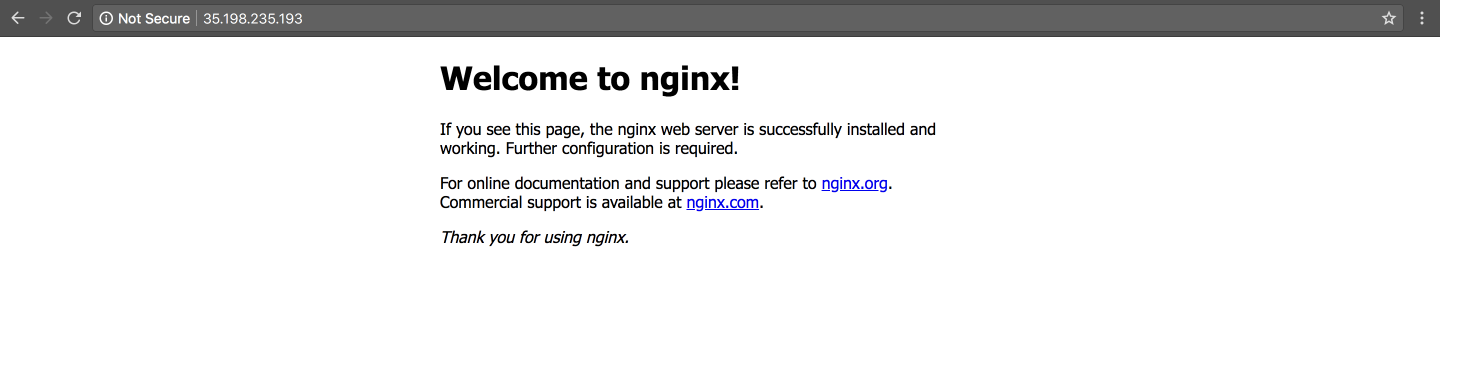 Not Secure 35.198.235.193
Welcome to nginx!
If you see this page, the nginx web server is successfully installed and
working. Further configuration is required.
For online documentation and support please refer to nginx.org.
Commercial support is available at nginx.com.
Thank you for using nginx.